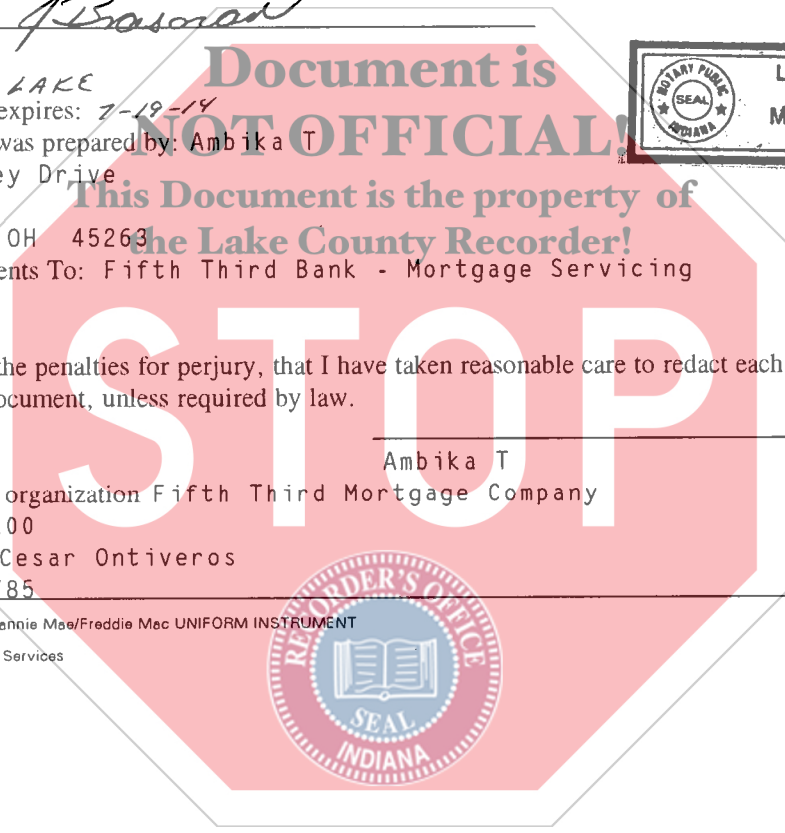 LAKE
expires: 7-19-14
was prepared by: Ambika T
ey Drive
OH 45263
ents To: Fifth Third Bank - Mortgage Servicing
the penalties for perjury, that I have taken reasonable care to redact each
ocument, unless required by law.
Ambika T
organization Fifth Third Mortgage Company
00
Cesar Ontiveros
785
annie Mae/Freddie Mac UNIFORM INSTRUMENT
Services
NOTARY PUBLIC
SEAL
INDIANA
L
M
Document is
NOT OFFICIAL!
This Document is the property of
the Lake County Recorder!
STOP
RECORDER'S OFFICE
SEAL
INDIANA